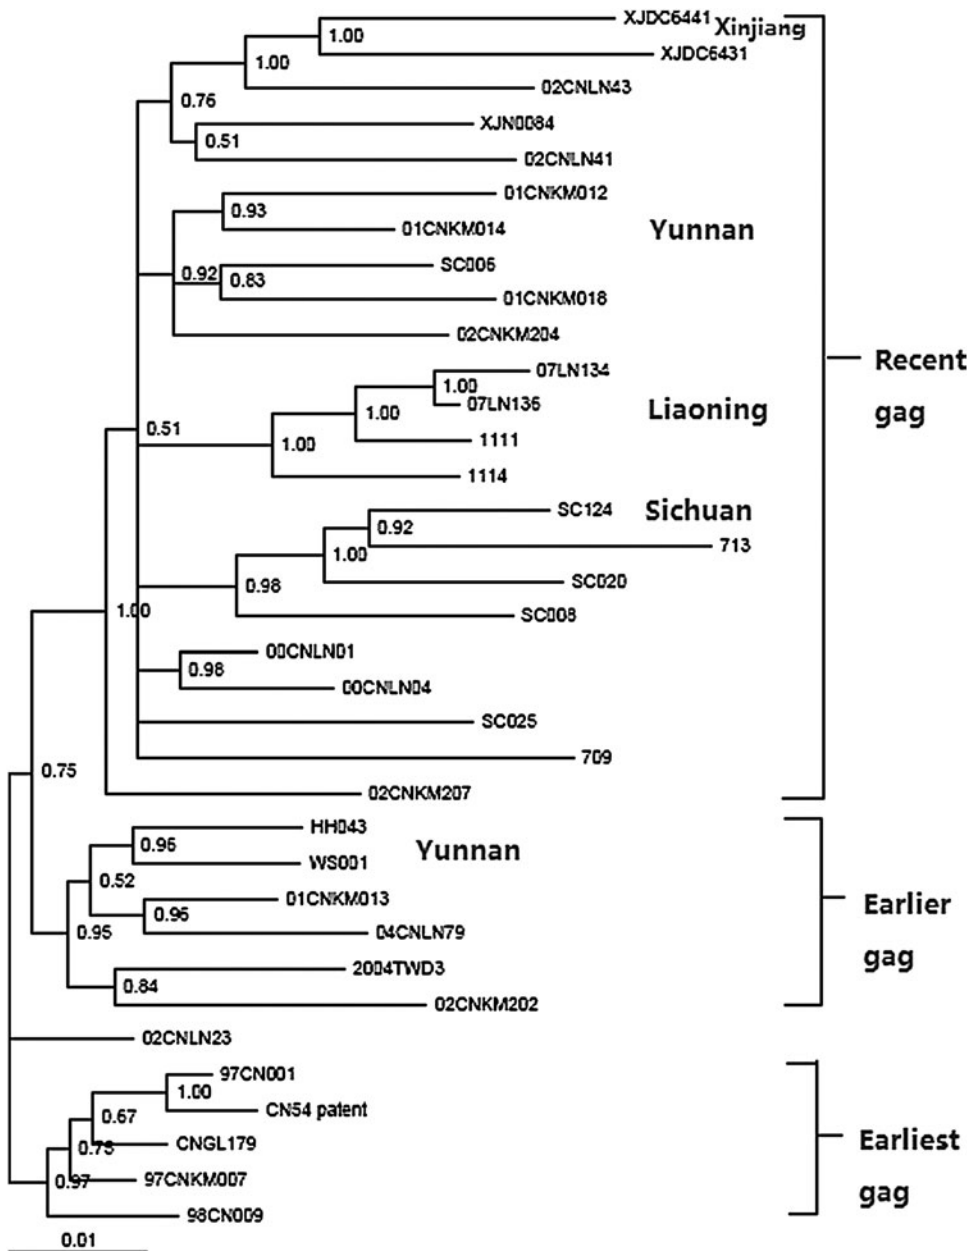 XJDC6441 Xinjiang
1.00
XJDC6431
1.00
02CNLN43
0.76
XJN0084
0.51
02CNLN41
01CNKM012
0.93
01CNKM014
Yunnan
SC006
0.92
0.83
01CNKM018
02CNKM204
Recent
gag
07LN134
1.00
07LN136
1.00
Liaoning
0.51
1111
1.00
1114
SC124
Sichuan
0.92
713
1.00
SC020
0.98
SC008
1.00
00CNLN01
0.98
00CNLN04
SC025
709
0.75
02CNKM207
HH043
0.96
WS001
Yunnan
0.52
01CNKM013
0.96
04CNLN79
0.95
Earlier
gag
2004TWD3
0.84
02CNKM202
02CNLN23
97CN001
1.00
CN54 patent
0.67
CNGL179
0.75
Earliest
gag
97CNKM007
0.97
98CN009
0.01